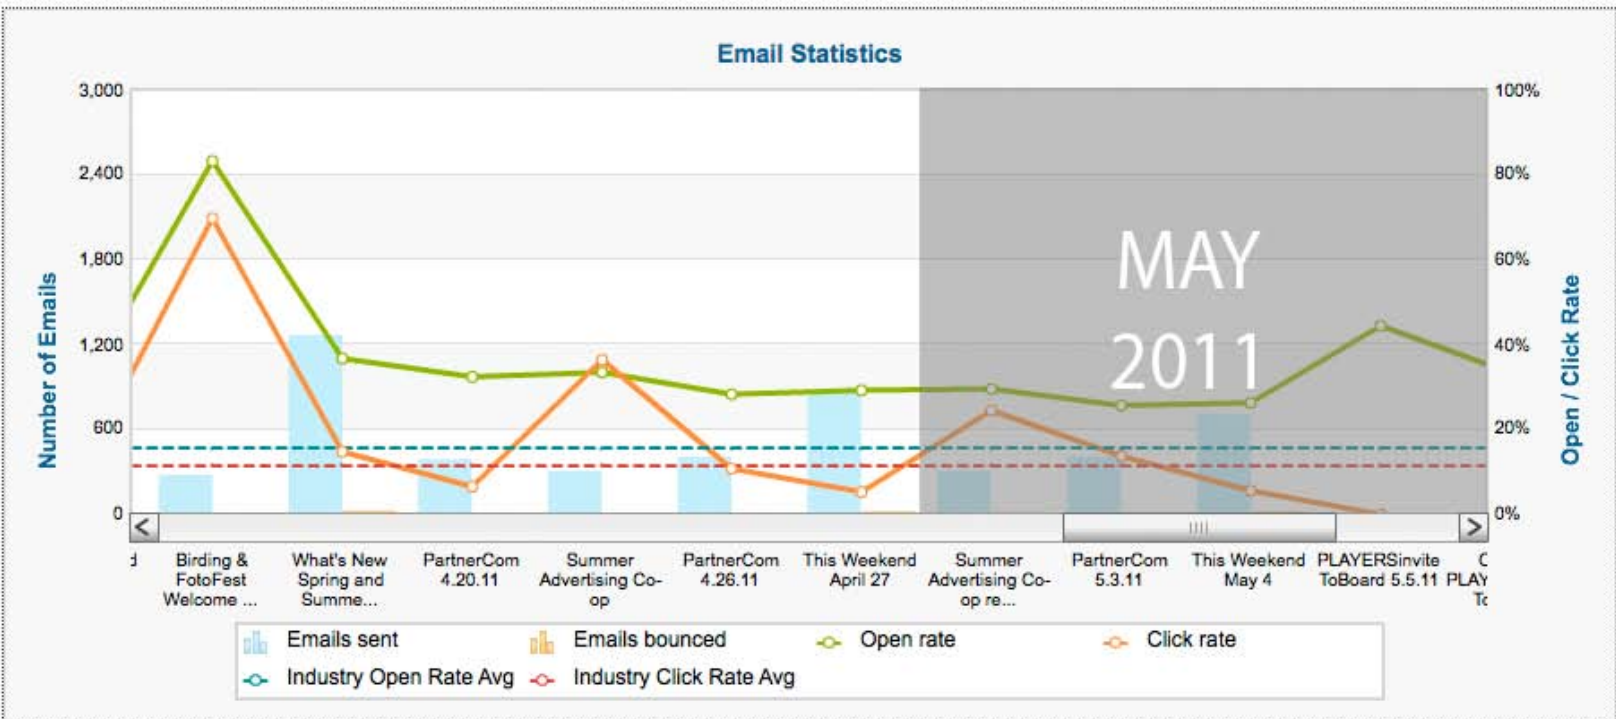 Email Statistics
3,000
2,400
1,800
1,200
600
0
Number of Emails
100%
80%
60%
40%
20%
0%
Open / Click Rate
MAY
2011
Birding &
FotoFest
Welcome ...
What's New
Spring and
Summe...
PartnerCom
4.20.11
Summer
Advertising Co-
op
PartnerCom
4.26.11
This Weekend
April 27
Summer
Advertising Co-
op re...
PartnerCom
5.3.11
This Weekend
May 4
PLAYERSinvite
ToBoard 5.5.11
PLAY
Emails sent
Emails bounced
Open rate
Click rate
Industry Open Rate Avg
Industry Click Rate Avg